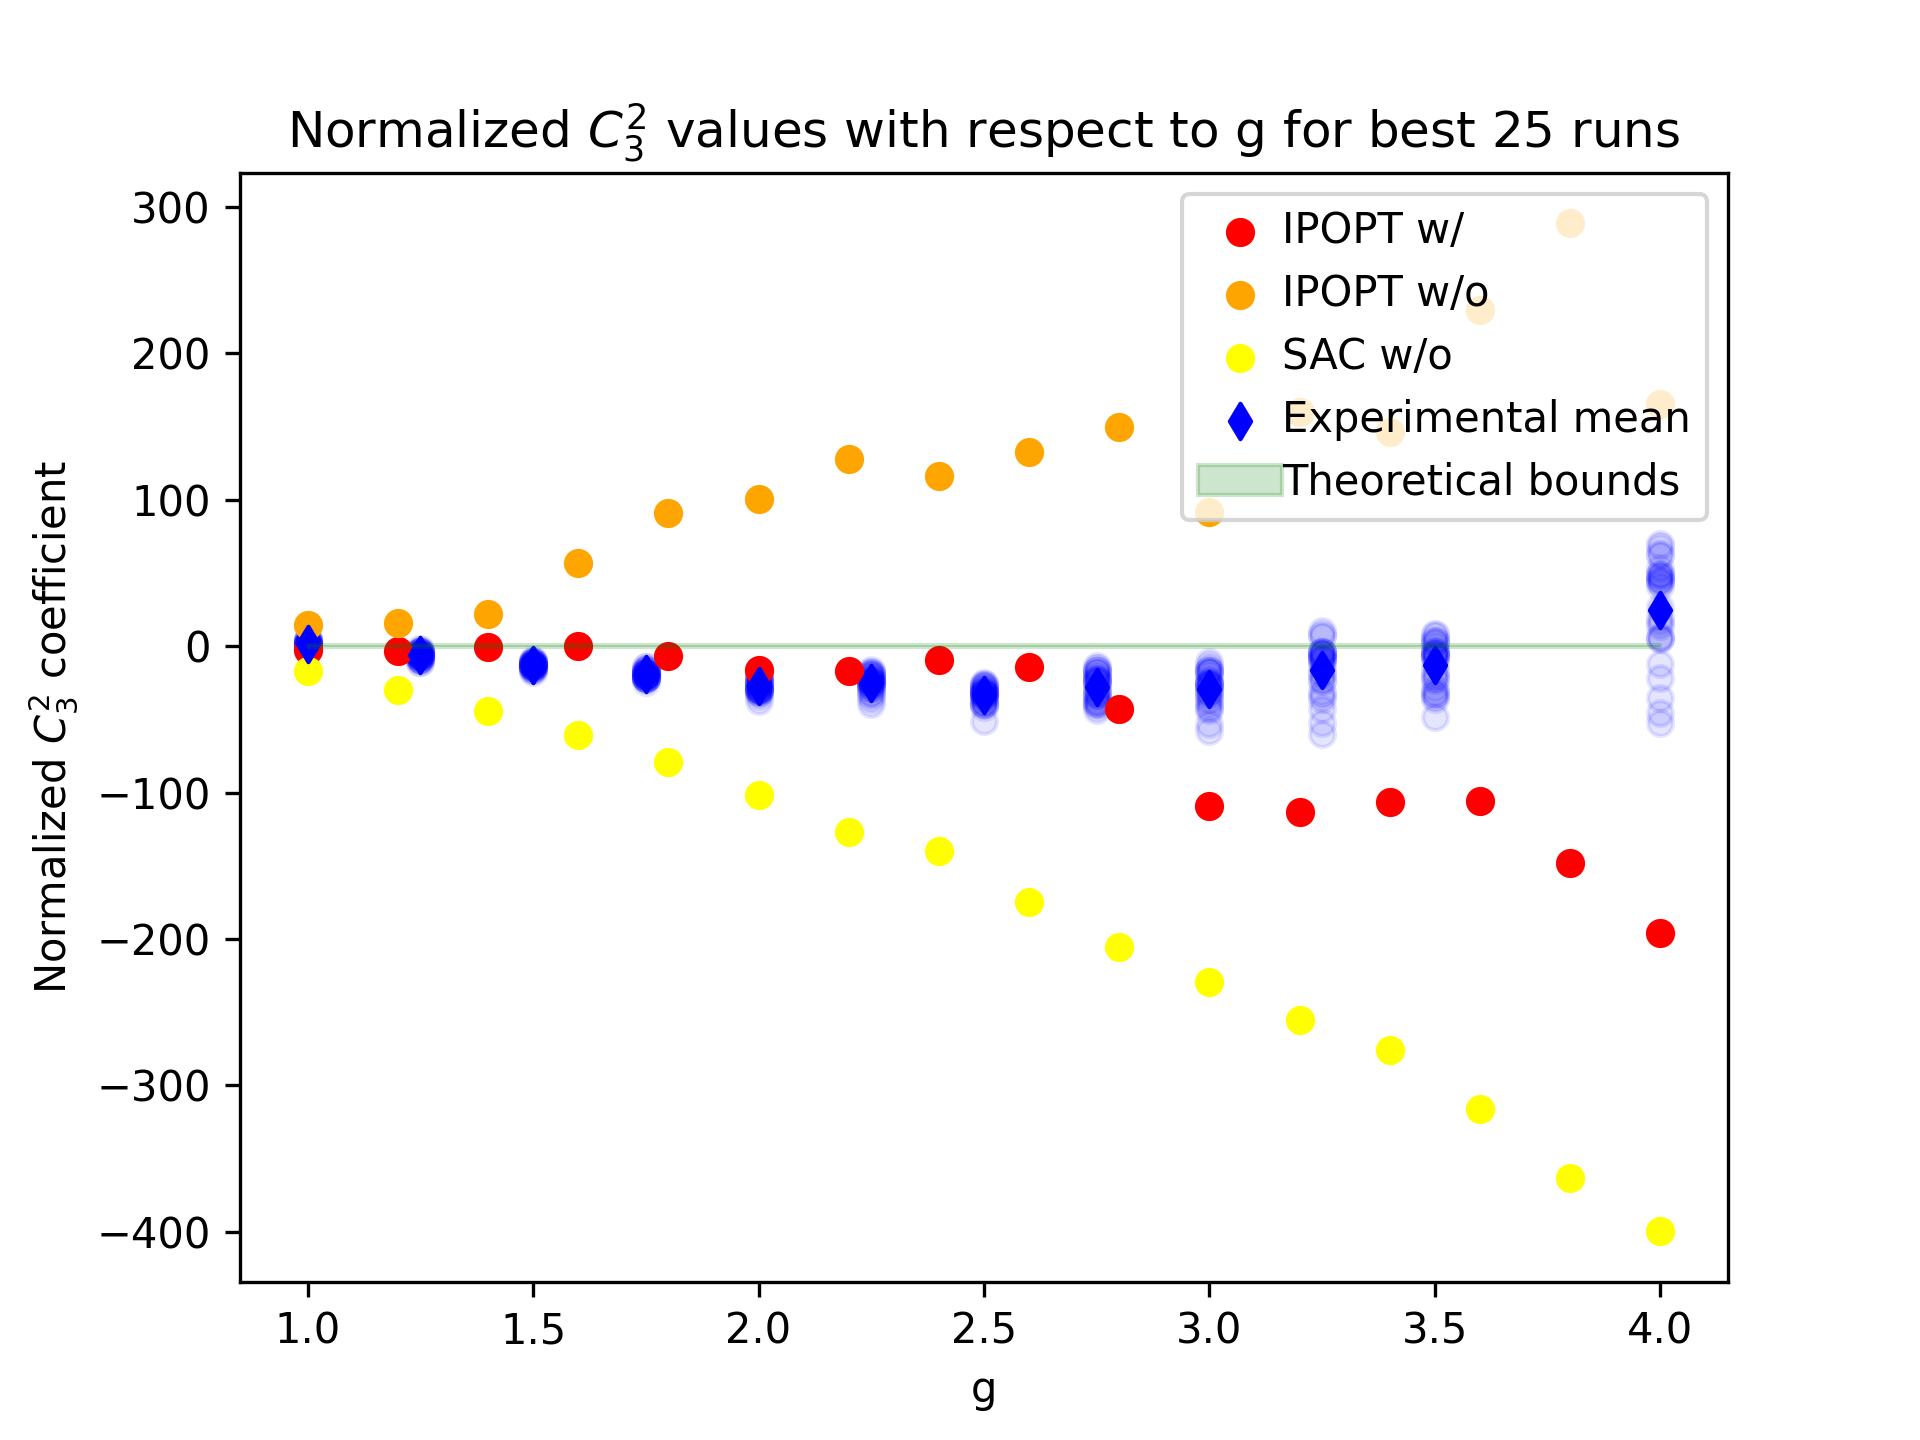 Normalized $C_3^2$ values with respect to g for best 25 runs
Normalized $C_3^2$ coefficient
300
200
100
0
−100
−200
−300
−400
IPOPT w/
IPOPT w/o
SAC w/o
Experimental mean
Theoretical bounds
1.0 1.5 2.0 2.5 3.0 3.5 4.0
g